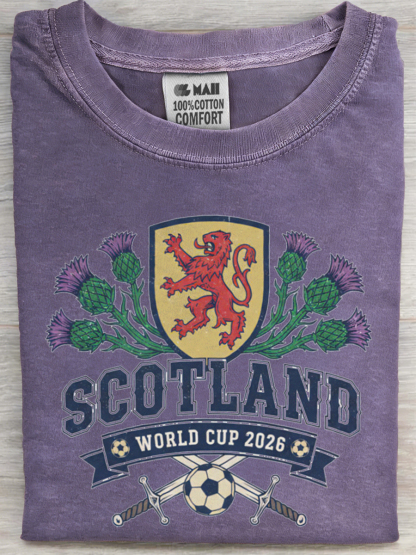 MAII
100%COTTON
COMFORT
SCOTLAND
WORLD CUP 2026